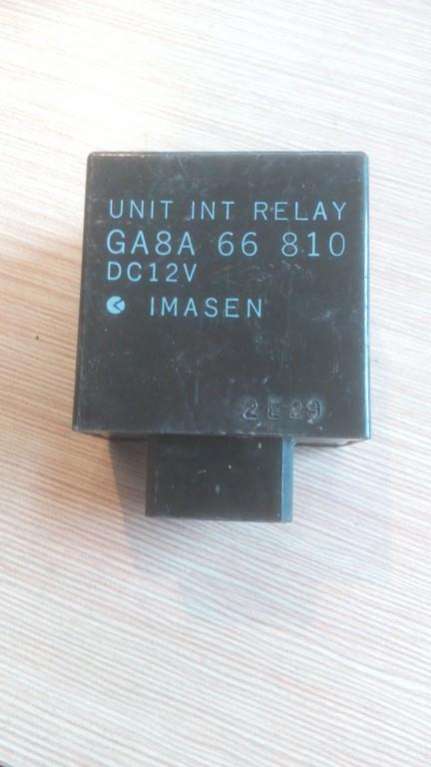 UNIT INT RELAY
GA8A 66 810
DC12V
IMASEN
2E29